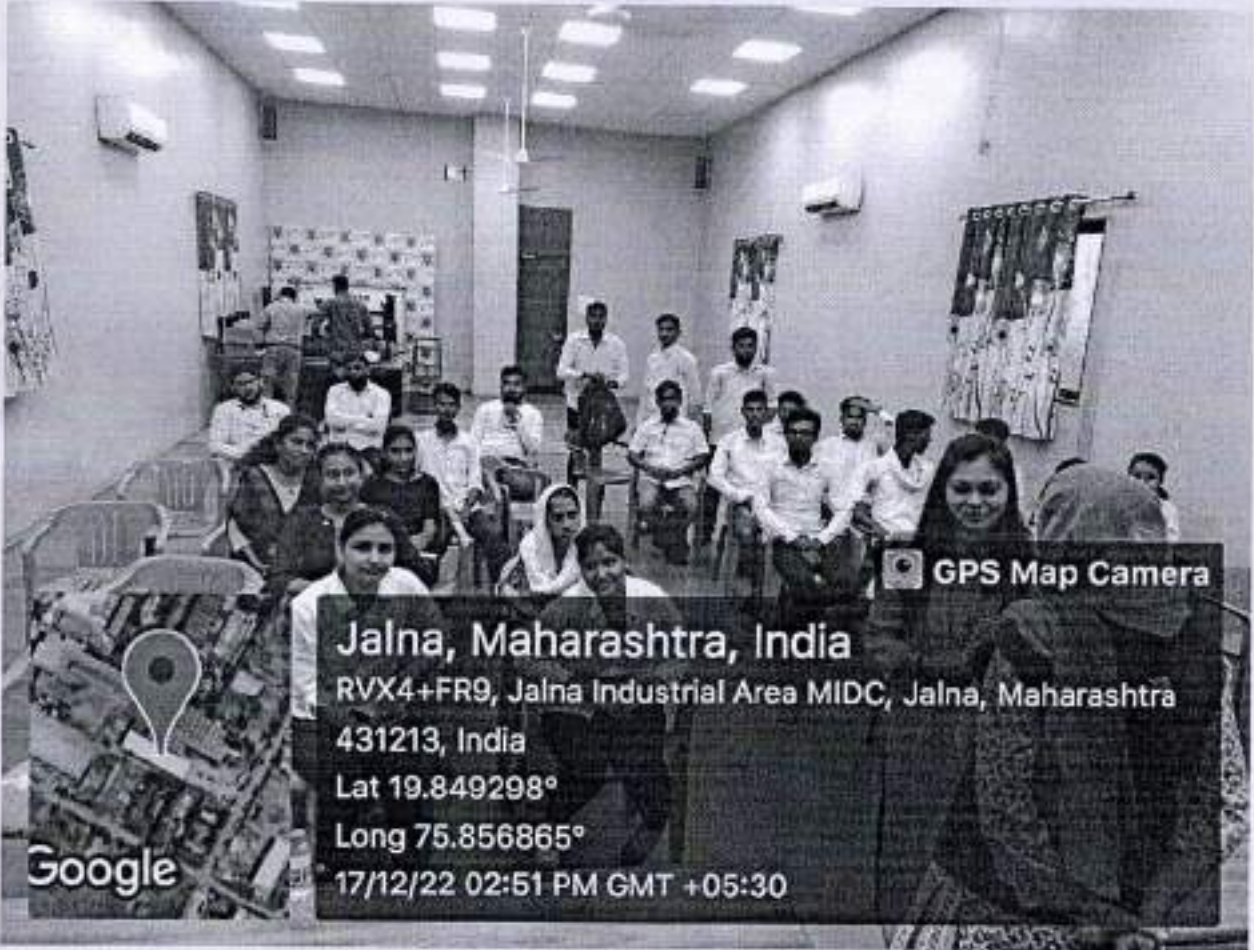 GPS Map Camera
Jalna, Maharashtra, India
RVX4+FR9, Jalna Industrial Area MIDC, Jalna, Maharashtra
431213, India
Lat 19.849298°
Long 75.856865°
17/12/22 02:51 PM GMT +05:30
Google